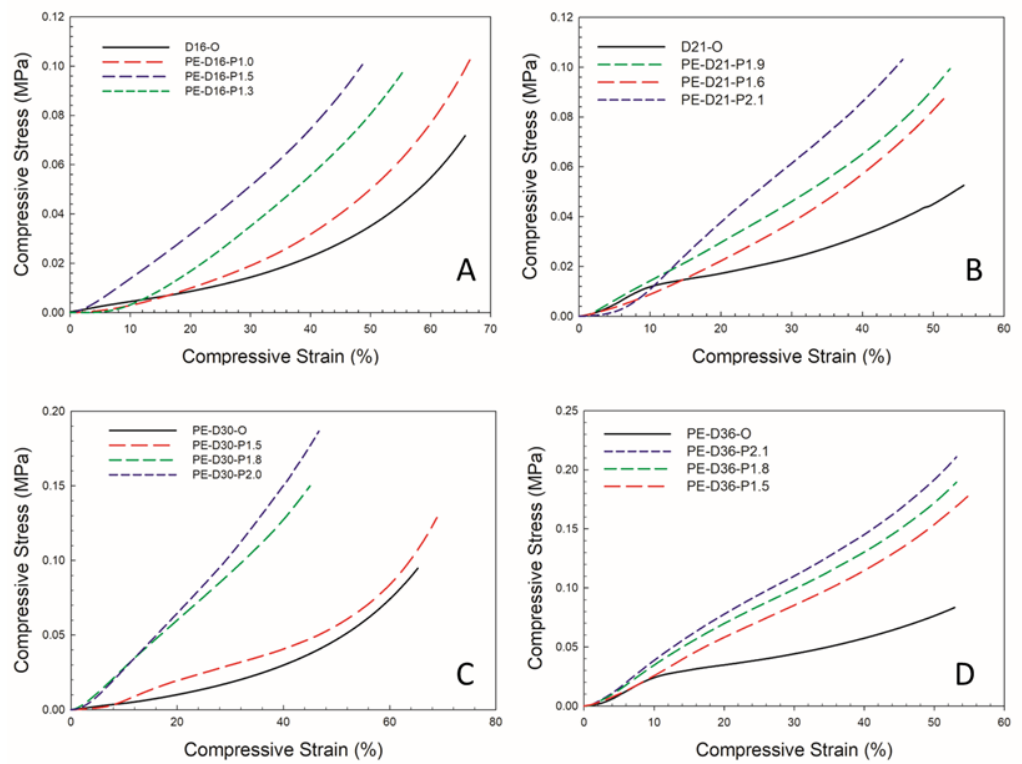 0.12
0.10
0.08
0.06
0.04
0.02
0.00
Compressive Stress (MPa)
D16-O
PE-D16-P1.0
PE-D16-P1.5
PE-D16-P1.3
A
0 10 20 30 40 50 60 70
Compressive Strain (%)
0.12
0.10
0.08
0.06
0.04
0.02
0.00
Compressive Stress (MPa)
D21-O
PE-D21-P1.9
PE-D21-P1.6
PE-D21-P2.1
B
0 10 20 30 40 50 60
Compressive Strain (%)
0.20
0.15
0.10
0.05
0.00
Compressive Stress (MPa)
PE-D30-O
PE-D30-P1.5
PE-D30-P1.8
PE-D30-P2.0
C
0 20 40 60 80
Compressive Strain (%)
0.25
0.20
0.15
0.10
0.05
0.00
Compressive Stress (MPa)
PE-D36-O
PE-D36-P2.1
PE-D36-P1.8
PE-D36-P1.5
D
0 10 20 30 40 50 60
Compressive Strain (%)